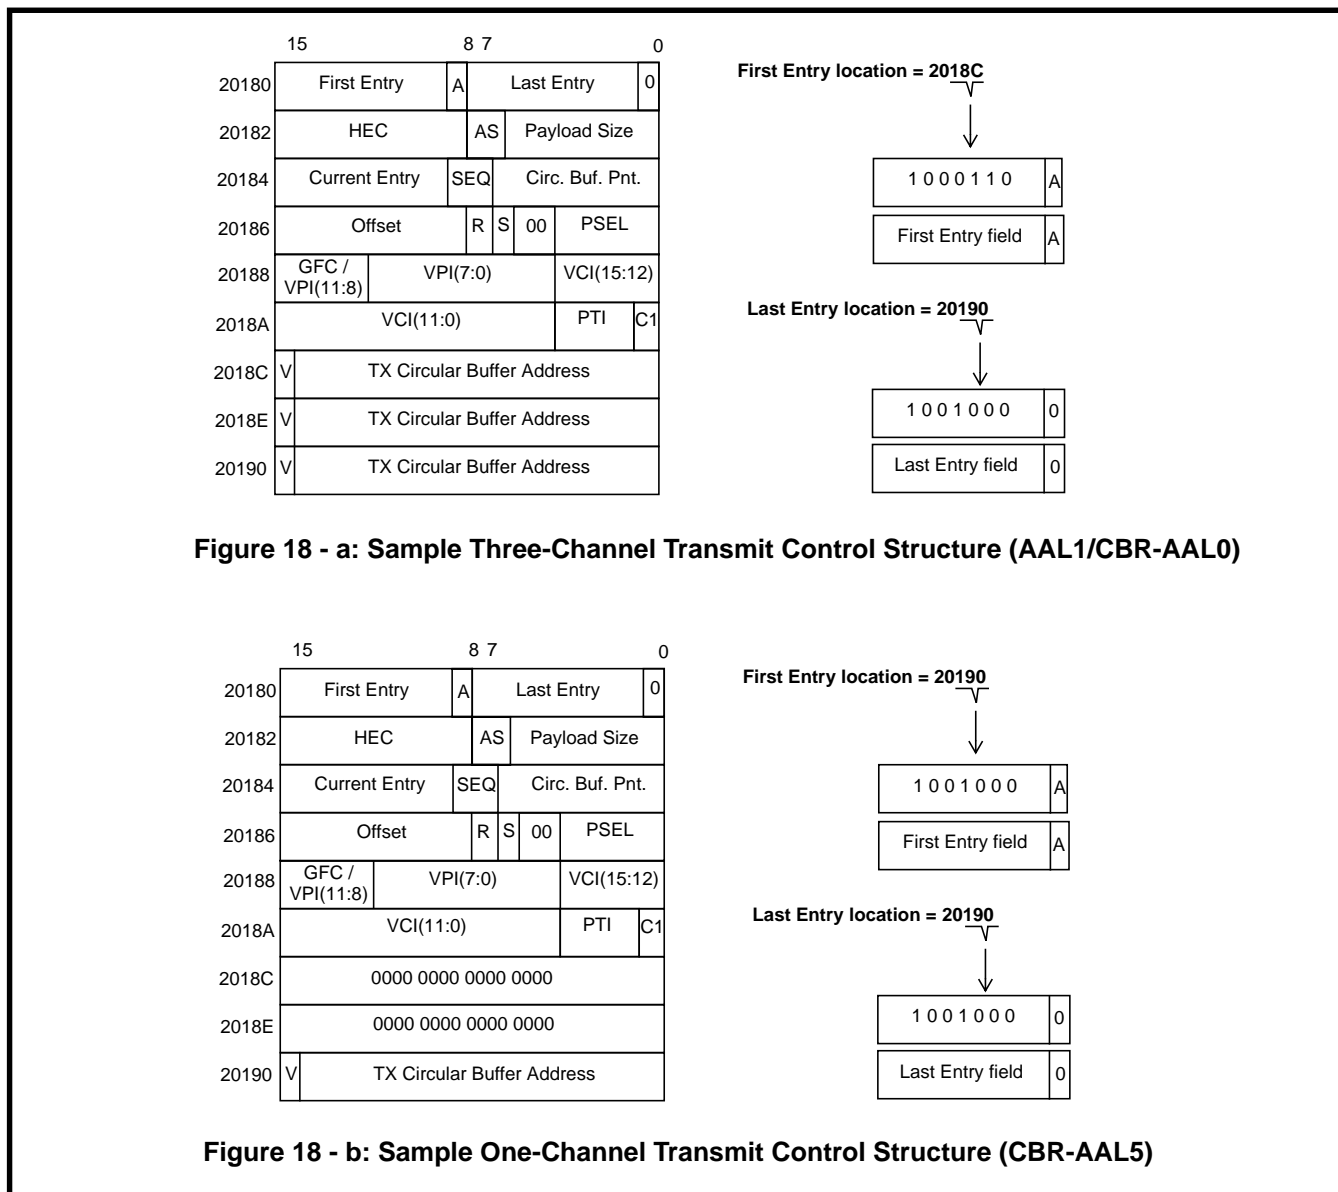 15 8 7 0
20180 First Entry A Last Entry 0
20182 HEC AS Payload Size
20184 Current Entry SEQ Circ. Buf. Pnt.
20186 Offset R S 00 PSEL
20188 GFC / VPI(11:8) VPI(7:0) VCI(15:12)
2018A VCI(11:0) PTI C1
2018C V TX Circular Buffer Address
2018E V TX Circular Buffer Address
20190 V TX Circular Buffer Address
First Entry location = 2018C
1 0 0 0 1 1 0 A
First Entry field A
Last Entry location = 20190
1 0 0 1 0 0 0 0
Last Entry field 0
Figure 18 - a: Sample Three-Channel Transmit Control Structure (AAL1/CBR-AAL0)
15 8 7 0
20180 First Entry A Last Entry 0
20182 HEC AS Payload Size
20184 Current Entry SEQ Circ. Buf. Pnt.
20186 Offset R S 00 PSEL
20188 GFC / VPI(11:8) VPI(7:0) VCI(15:12)
2018A VCI(11:0) PTI C1
2018C 0000 0000 0000 0000
2018E 0000 0000 0000 0000
20190 V TX Circular Buffer Address
First Entry location = 20190
1 0 0 1 0 0 0 A
First Entry field A
Last Entry location = 20190
1 0 0 1 0 0 0 0
Last Entry field 0
Figure 18 - b: Sample One-Channel Transmit Control Structure (CBR-AAL5)